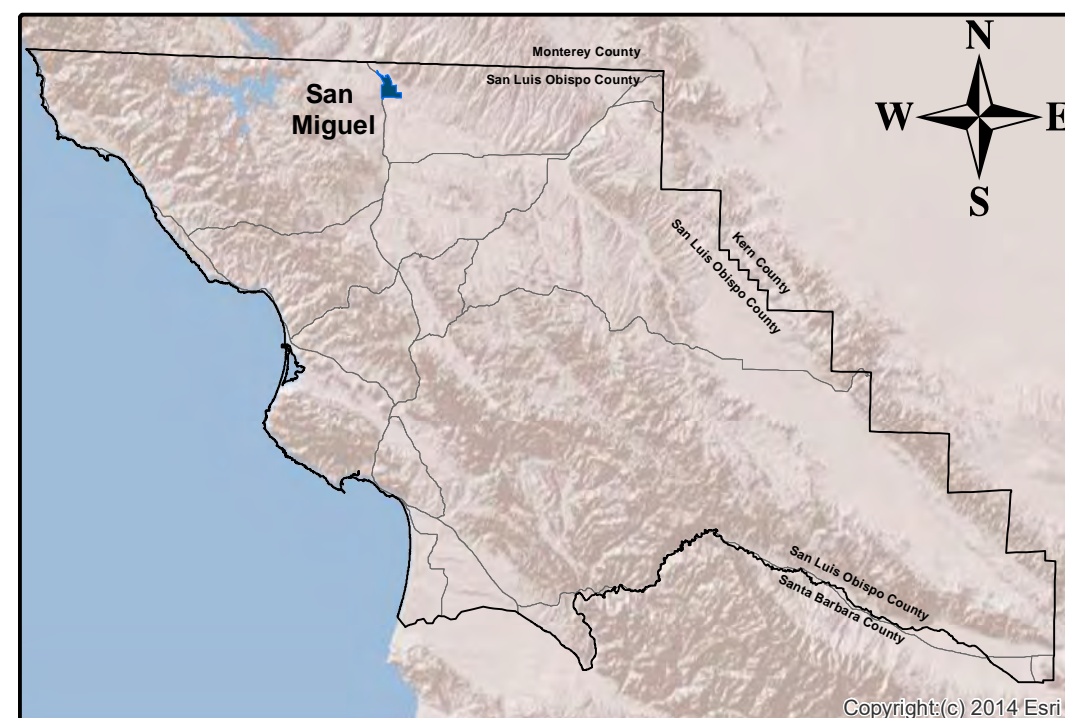 N
Monterey County
San Luis Obispo County
San
Miguel
W
E
S
Kern County
San Luis Obispo County
San Luis Obispo County
Santa Barbara County
Copyright:(c) 2014 Esri